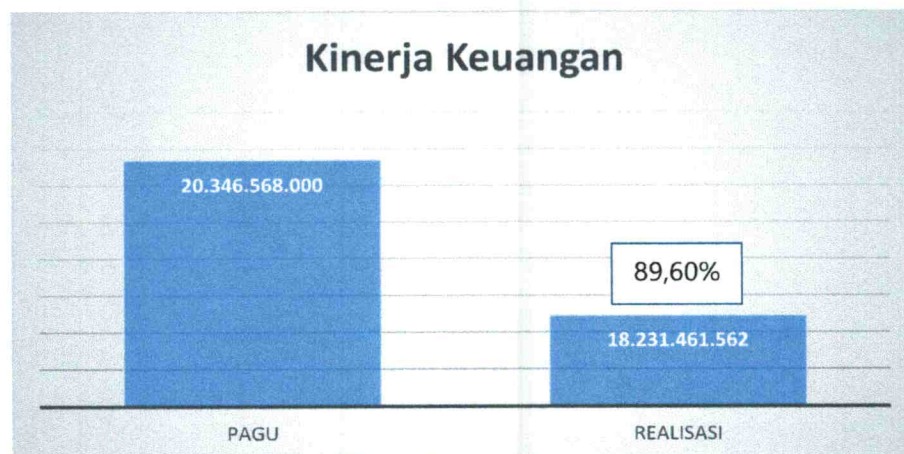 Kinerja Keuangan
20.346.568.000
89,60%
18.231.461.562
PAGU
REALISASI